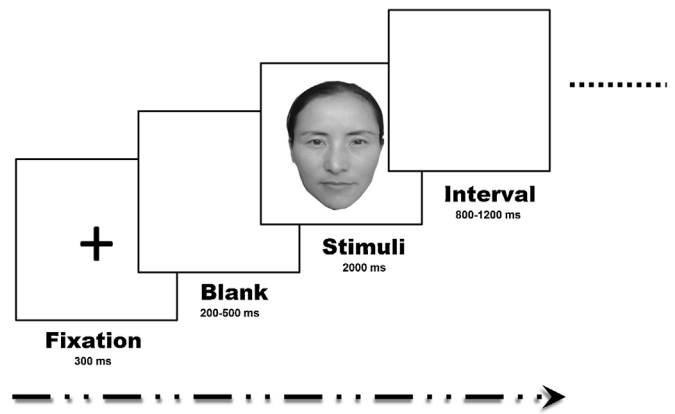 Fixation
300 ms
Blank
200-500 ms
Stimuli
2000 ms
Interval
800-1200 ms